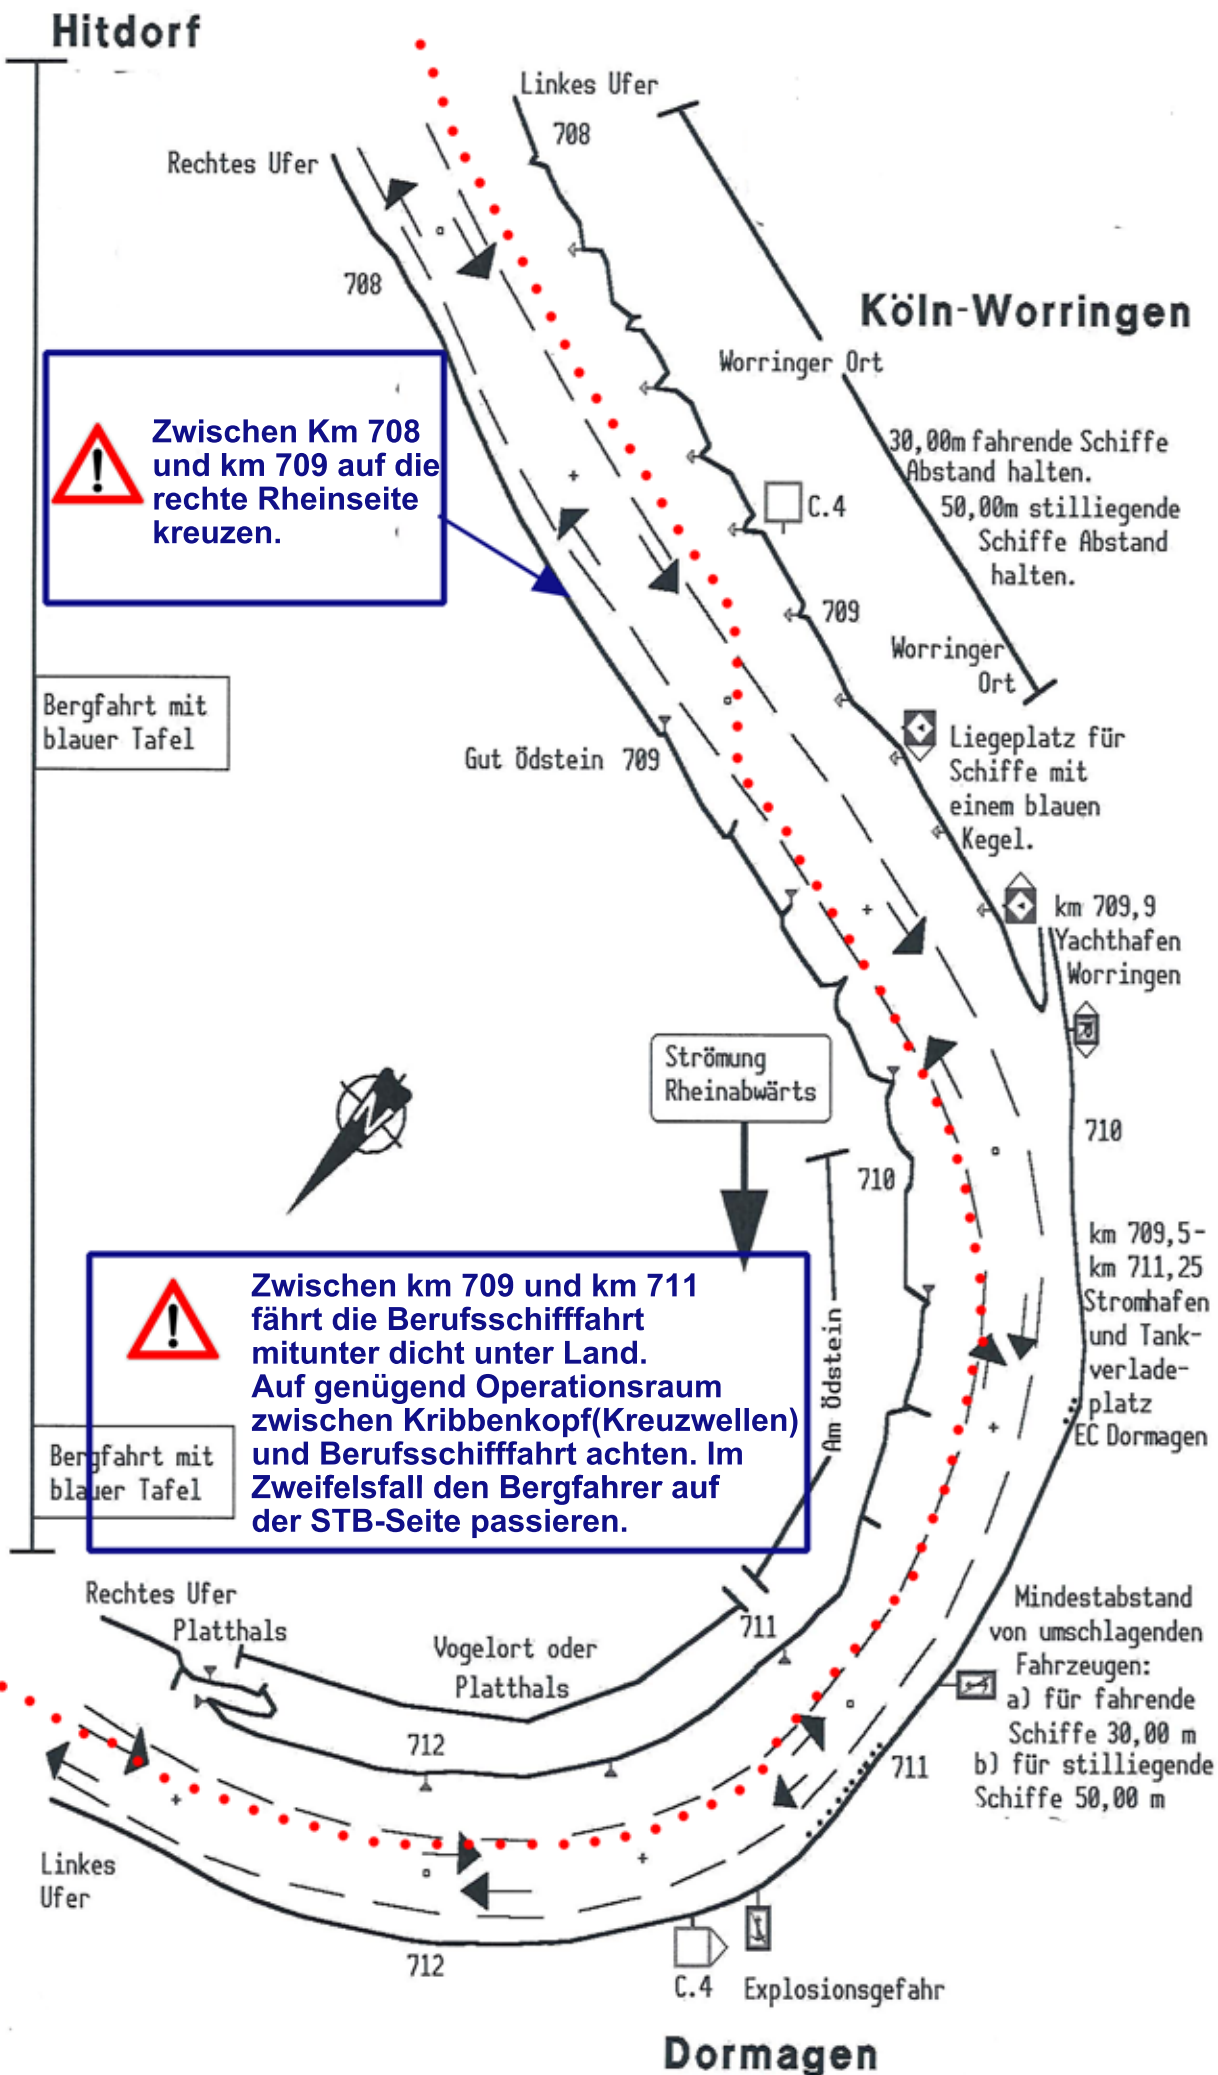 Hitdorf
Linkes Ufer
708
Rechtes Ufer
708
Köln-Worringen
Worringer Ort
Zwischen Km 708
und km 709 auf die
rechte Rheinseite
kreuzen.
30,00m fahrende Schiffe
Abstand halten.
50,00m stilliegende
Schiffe Abstand
halten.
C.4
709
Worringer
Ort
Bergfahrt mit
blauer Tafel
Gut Ödstein 709
Liegeplatz für
Schiffe mit
einem blauen
Kegel.
km 709,9
Yachthafen
Worringen
Strömung
Rheinabwärts
N
710
710
km 709,5-
km 711,25
Stromhafen
und Tank-
verlade-
platz
EC Dormagen
Am Ödstein
Zwischen km 709 und km 711
fährt die Berufsschifffahrt
mitunter dicht unter Land.
Auf genügend Operationsraum
zwischen Kribbenkopf(Kreuzwellen)
und Berufsschifffahrt achten. Im
Zweifelsfall den Bergfahrer auf
der STB-Seite passieren.
Bergfahrt mit
blauer Tafel
Rechtes Ufer
Platthals
Vogelort oder
Platthals
711
712
Mindestabstand
von umschlagenden
Fahrzeugen:
a) für fahrende
Schiffe 30,00 m
b) für stilliegende
Schiffe 50,00 m
711
Linkes
Ufer
712
C.4
Explosionsgefahr
Dormagen